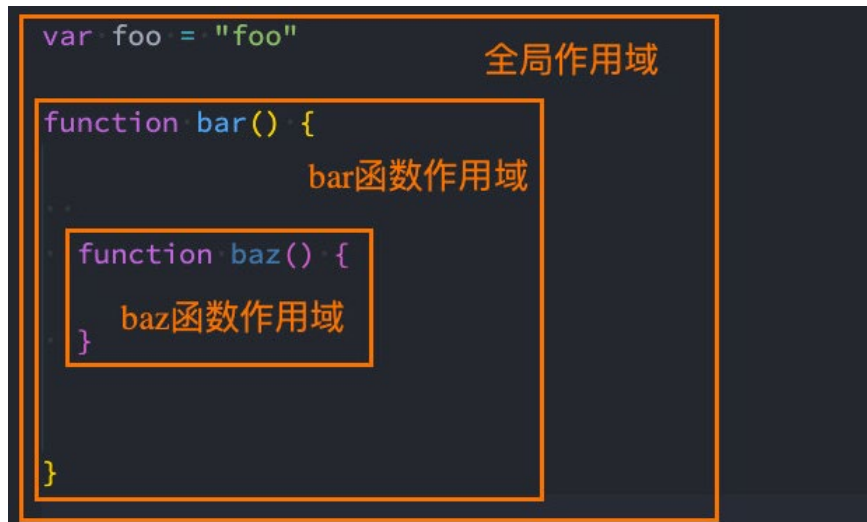 var foo = "foo"
全局作用域
function bar() {
bar函数作用域
function baz() {
baz函数作用域
}
}